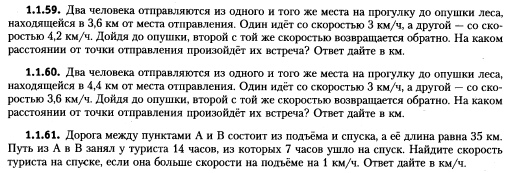 1.1.59. Два человека отправляются из одного и того же места на прогулку до опушки леса,
находящейся в 3,6 км от места отправления. Один идёт со скоростью 3 км/ч, а другой — со ско-
ростью 4,2 км/ч. Дойдя до опушки, второй с той же скоростью возвращается обратно. На каком
расстоянии от точки отправления произойдёт их встреча? Ответ дайте в км.
1.1.60. Два человека отправляются из одного и того же места на прогулку до опушки леса,
находящейся в 4,4 км от места отправления. Один идёт со скоростью 3 км/ч, а другой — со ско-
ростью 3,6 км/ч. Дойдя до опушки, второй с той же скоростью возвращается обратно. На каком
расстоянии от точки отправления произойдёт их встреча? Ответ дайте в км.
1.1.61. Дорога между пунктами А и В состоит из подъёма и спуска, а её длина равна 35 км.
Путь из А в В занял у туриста 14 часов, из которых 7 часов ушло на спуск. Найдите скорость
туриста на спуске, если она больше скорости на подъёме на 1 км/ч. Ответ дайте в км/ч.